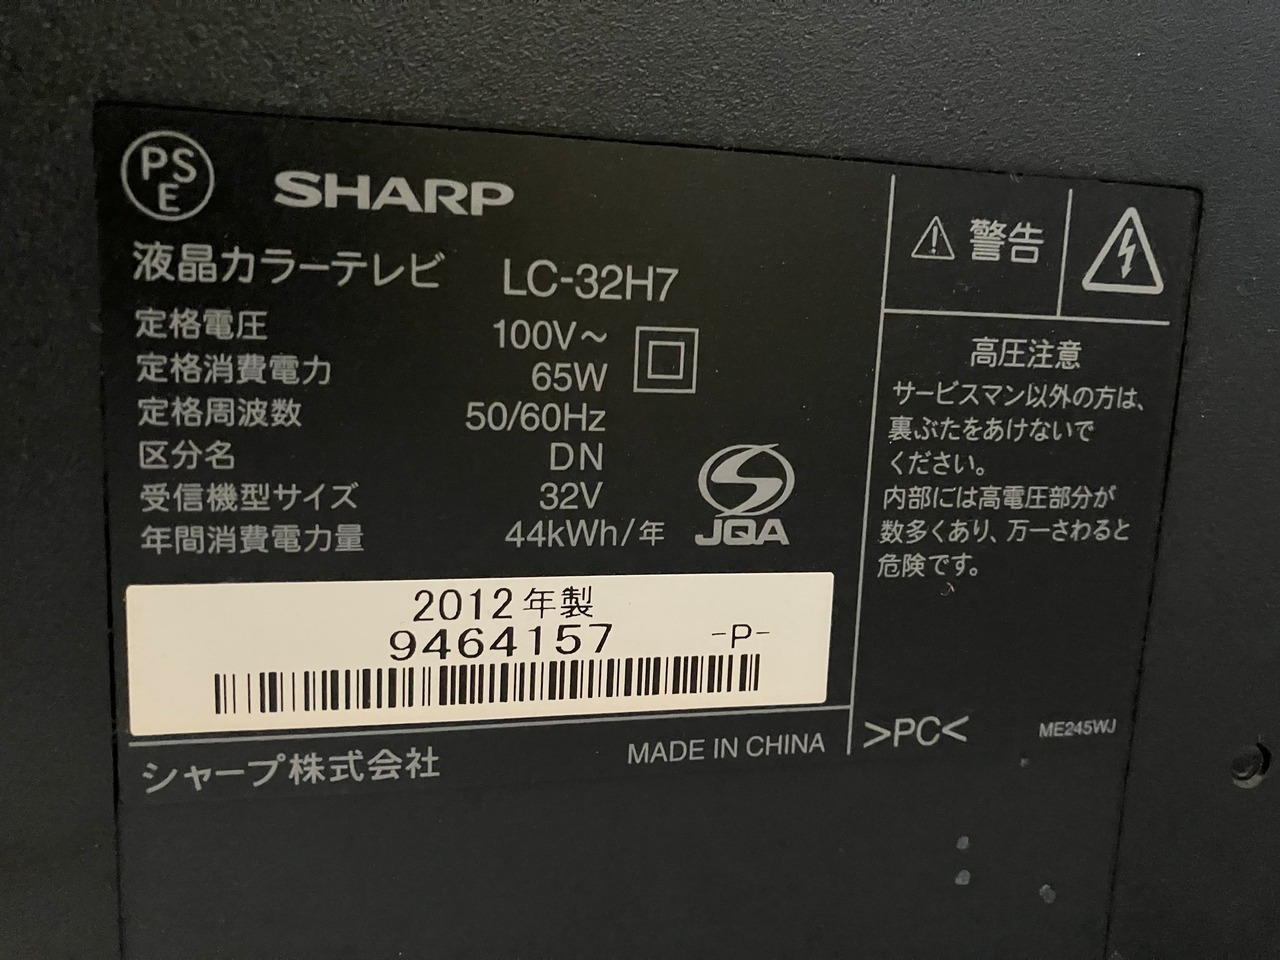 PS
E
SHARP
液晶カラーテレビ LC-32H7
定格電圧 100V～
定格消費電力 65W
定格周波数 50/60Hz
区分名 DN
受信機型サイズ 32V
年間消費電力量 44kWh/年
JQA
2012年製
9464157 -P-
シャープ株式会社 MADE IN CHINA
警告
高圧注意
サービスマン以外の方は、
裏ぶたをあけないで
ください。
内部には高電圧部分が
数多くあり、万一さわると
危険です。
>PC< ME245WJ